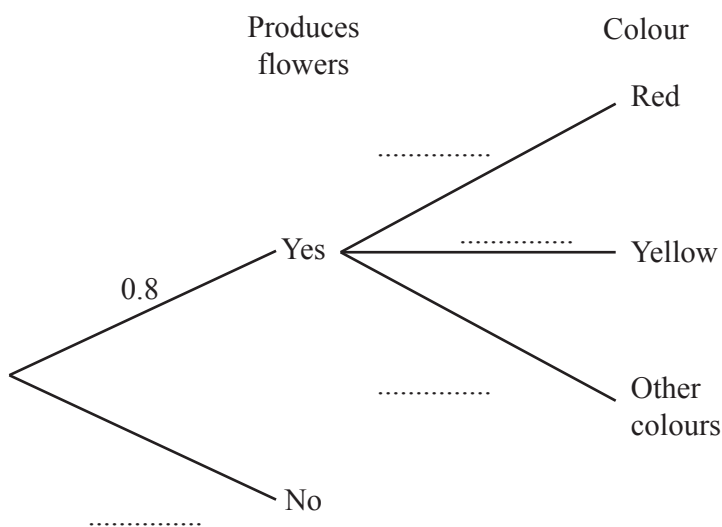 Produces
flowers
Colour
Red
...............
...............
Yes
Yellow
0.8
...............
Other
colours
No
...............